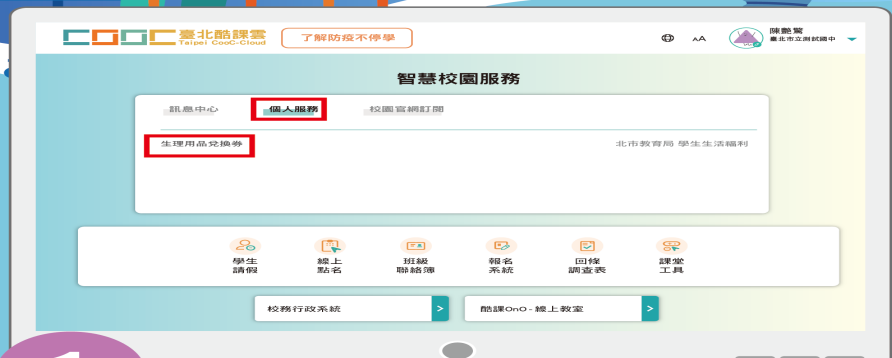 COOC 臺北酷課雲
Taipei CooC-Cloud
了解防疫不停學
AA
陳艷鶯
臺北市立測試國中
智慧校園服務
訊息中心 個人服務 校園官網訂閱
生理用品兌換券 北市教育局 學生生活福利
學生請假
線上點名
班級聯絡簿
報名系統
回條調查表
課堂工具
校務行政系統 >
酷課OnO-線上教室 >
1